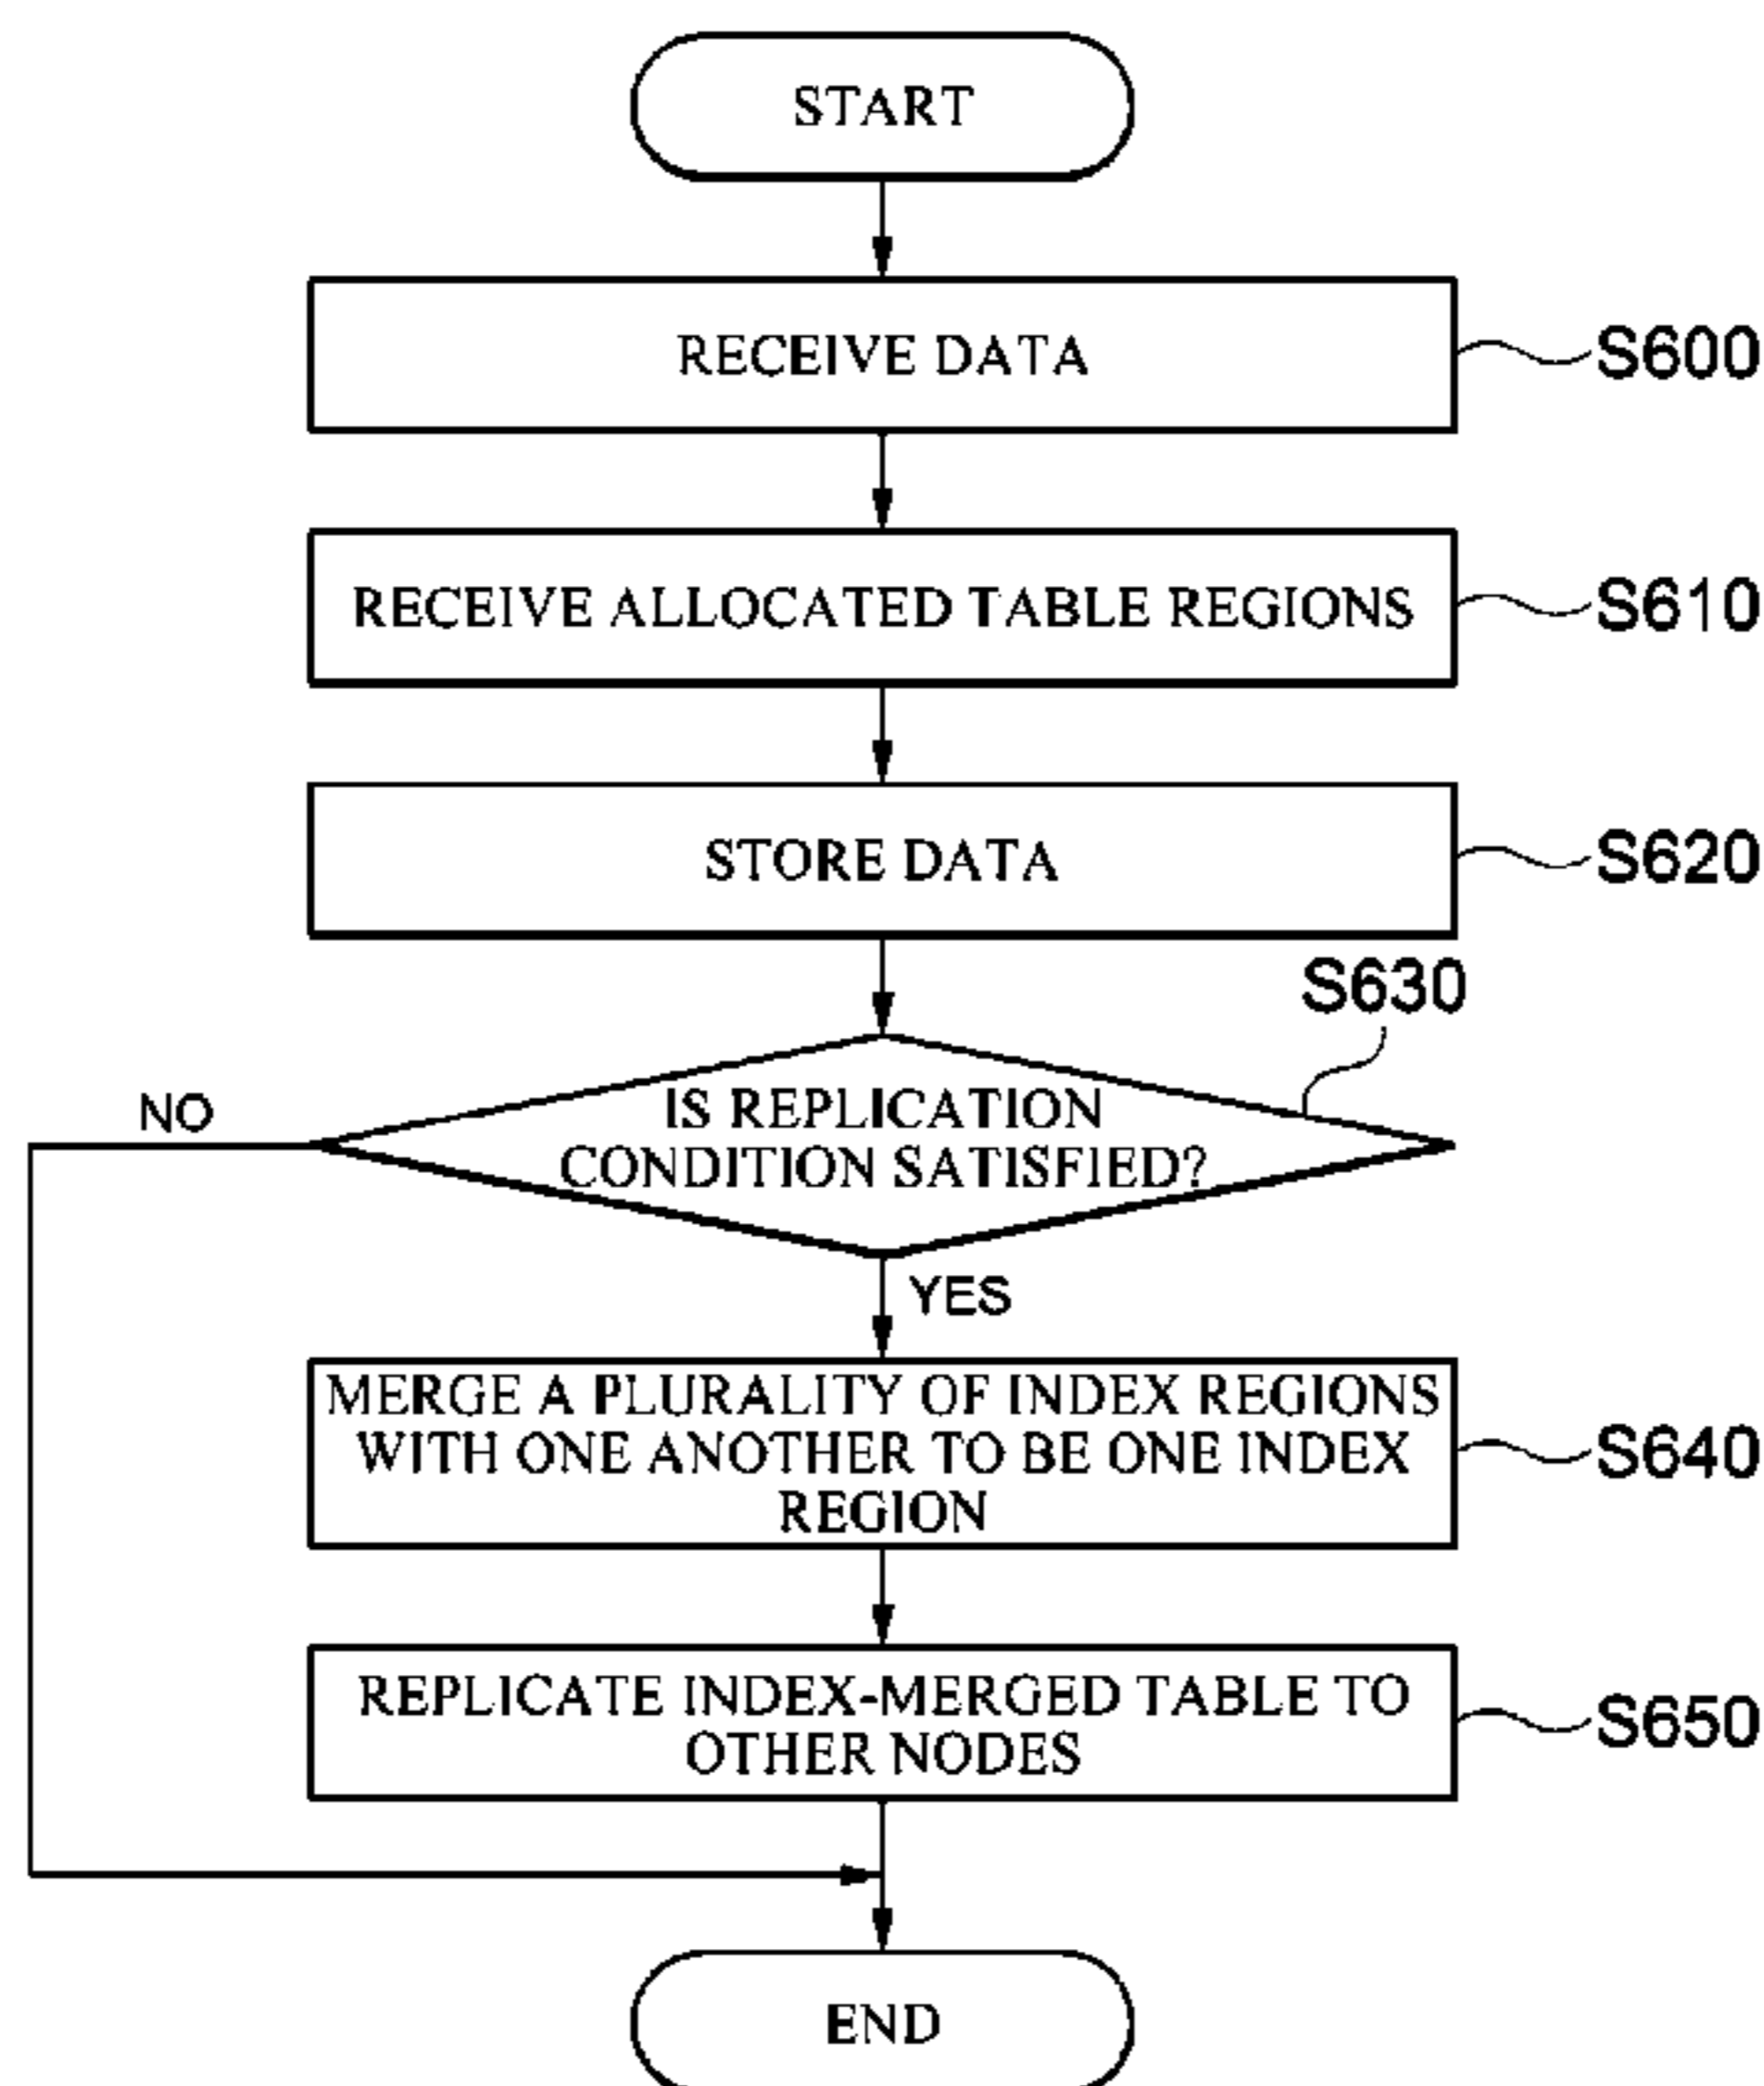 START
RECEIVE DATA
S600
RECEIVE ALLOCATED TABLE REGIONS
S610
STORE DATA
S620
S630
IS REPLICATION
CONDITION SATISFIED?
NO
YES
MERGE A PLURALITY OF INDEX REGIONS
WITH ONE ANOTHER TO BE ONE INDEX
REGION
S640
REPLICATE INDEX-MERGED TABLE TO
OTHER NODES
S650
END